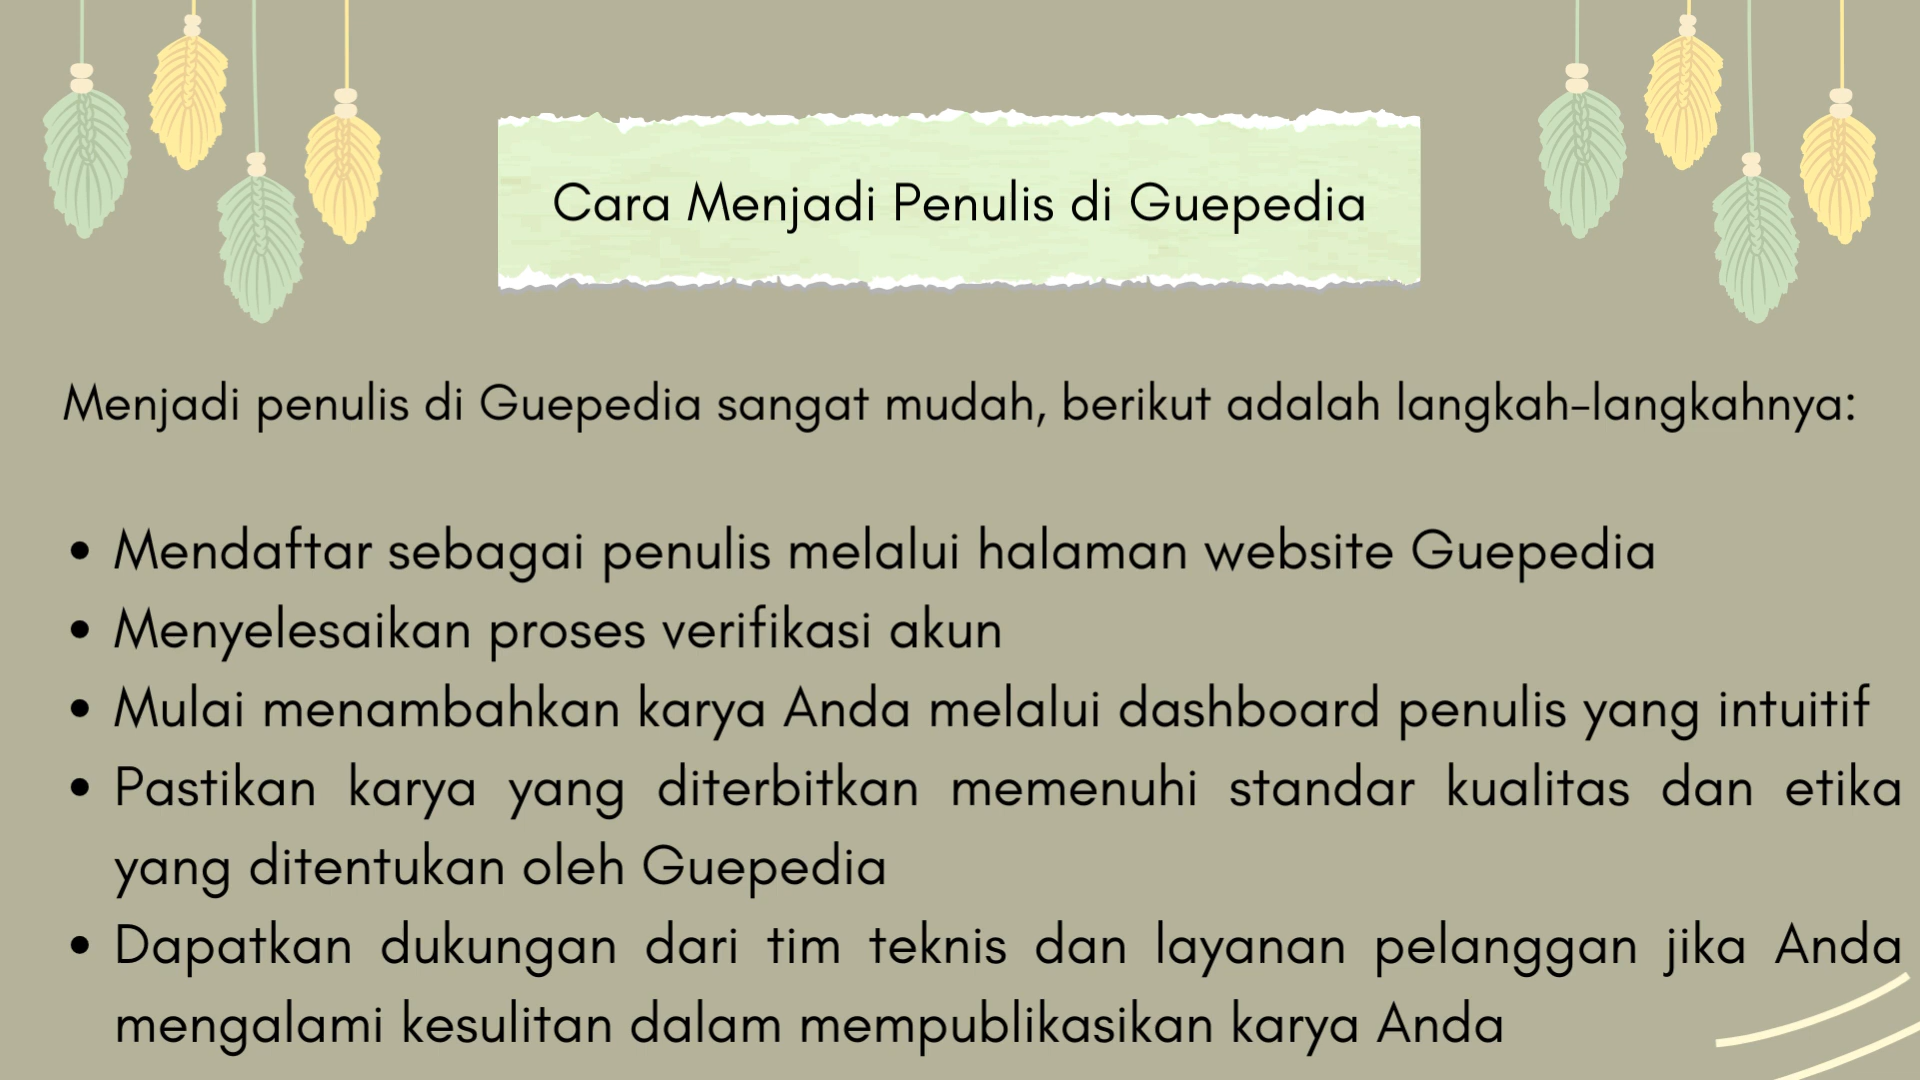 Cara Menjadi Penulis di Guepedia
Menjadi penulis di Guepedia sangat mudah, berikut adalah langkah-langkahnya:
• Mendaftar sebagai penulis melalui halaman website Guepedia
• Menyelesaikan proses verifikasi akun
• Mulai menambahkan karya Anda melalui dashboard penulis yang intuitif
• Pastikan karya yang diterbitkan memenuhi standar kualitas dan etika
yang ditentukan oleh Guepedia
• Dapatkan dukungan dari tim teknis dan layanan pelanggan jika Anda
mengalami kesulitan dalam mempublikasikan karya Anda